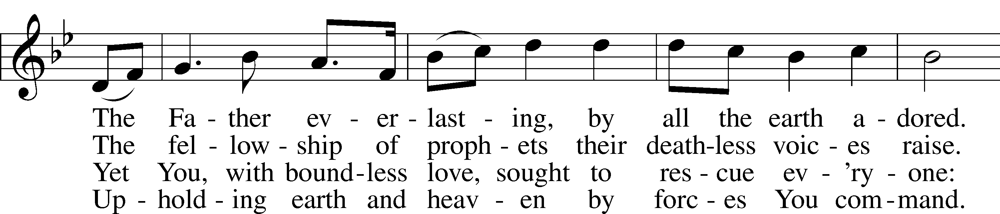 The Fa - ther ev - er - last - ing, by all the earth a - dored.
The fel - low - ship of proph - ets their death-less voic - es raise.
Yet You, with bound-less love, sought to res - cue ev - ’ry - one:
Up - hold - ing earth and heav - en by forc - es You com-mand.